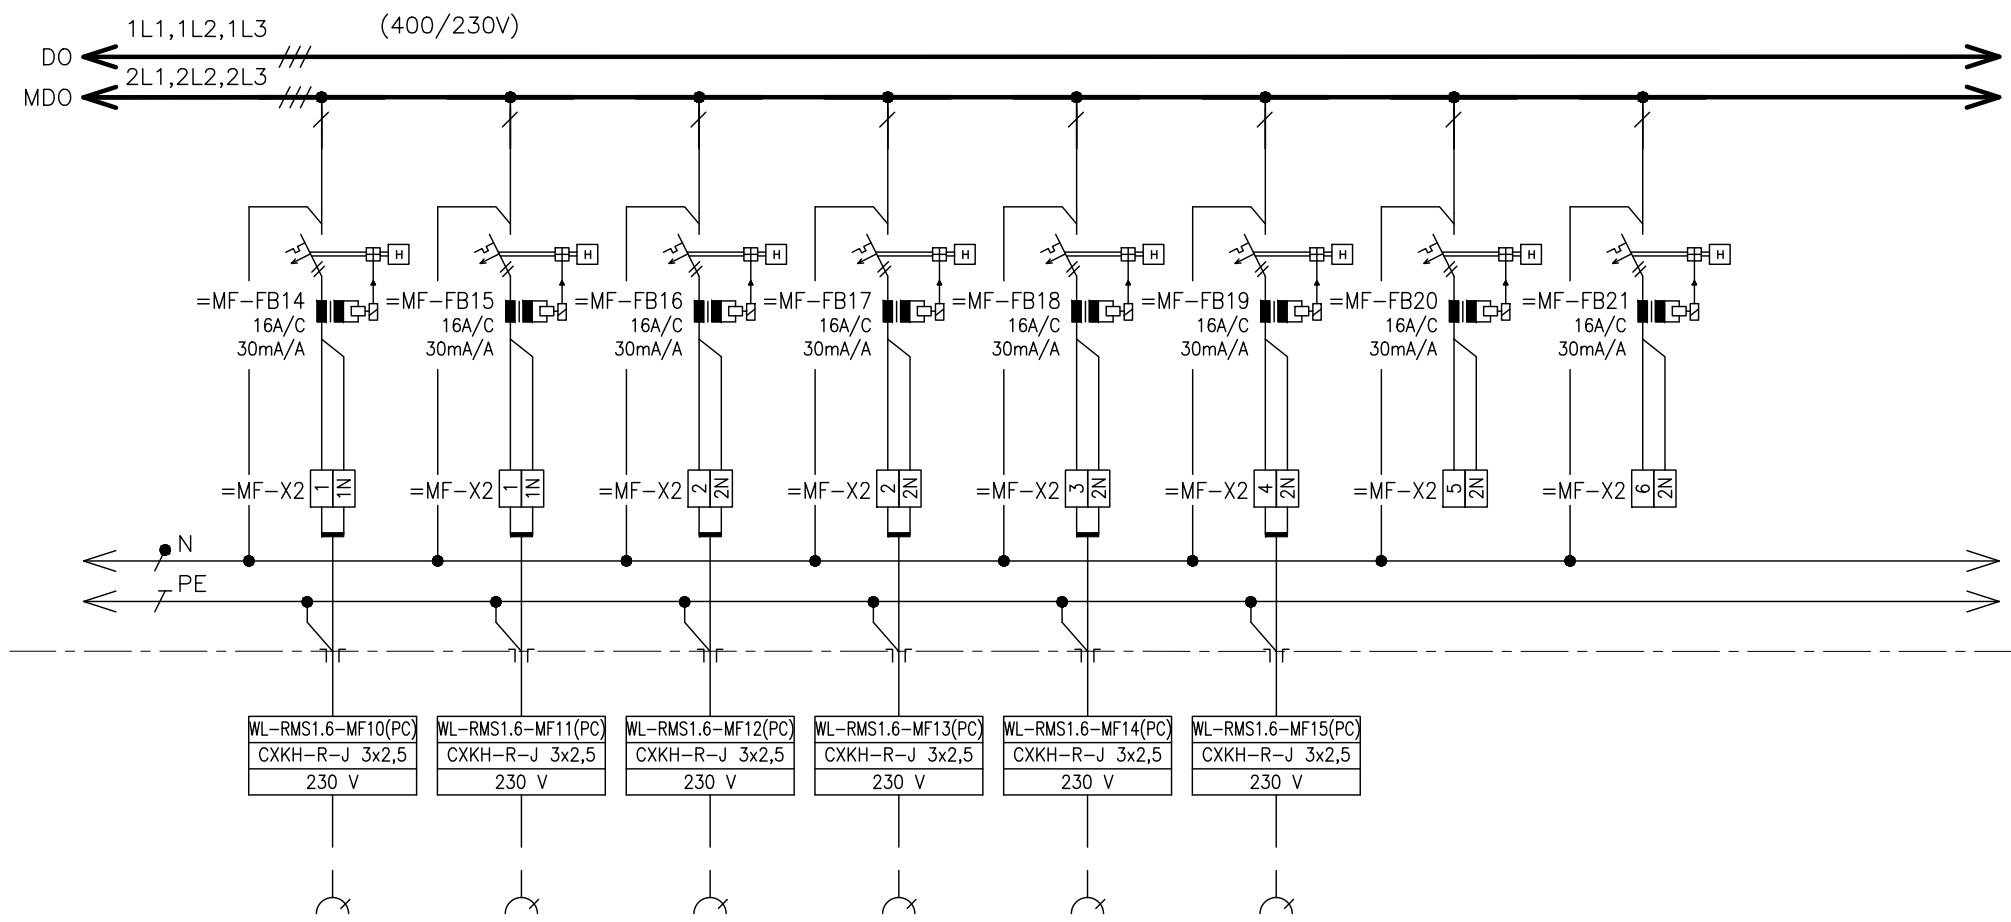 1L1,1L2,1L3 (400/230V)
DO
2L1,2L2,2L3
MDO
H H H H H H H H
=MF-FB14 =MF-FB15 =MF-FB16 =MF-FB17 =MF-FB18 =MF-FB19 =MF-FB20 =MF-FB21
16A/C 16A/C 16A/C 16A/C 16A/C 16A/C 16A/C 16A/C
30mA/A 30mA/A 30mA/A 30mA/A 30mA/A 30mA/A 30mA/A 30mA/A
=MF-X2 1 1N =MF-X2 1 1N =MF-X2 2 2N =MF-X2 2 2N =MF-X2 3 2N =MF-X2 4 2N =MF-X2 5 2N =MF-X2 6 2N
N
PE
WL-RMS1.6-MF10(PC) WL-RMS1.6-MF11(PC) WL-RMS1.6-MF12(PC) WL-RMS1.6-MF13(PC) WL-RMS1.6-MF14(PC) WL-RMS1.6-MF15(PC)
CXKH-R-J 3x2,5 CXKH-R-J 3x2,5 CXKH-R-J 3x2,5 CXKH-R-J 3x2,5 CXKH-R-J 3x2,5 CXKH-R-J 3x2,5
230 V 230 V 230 V 230 V 230 V 230 V